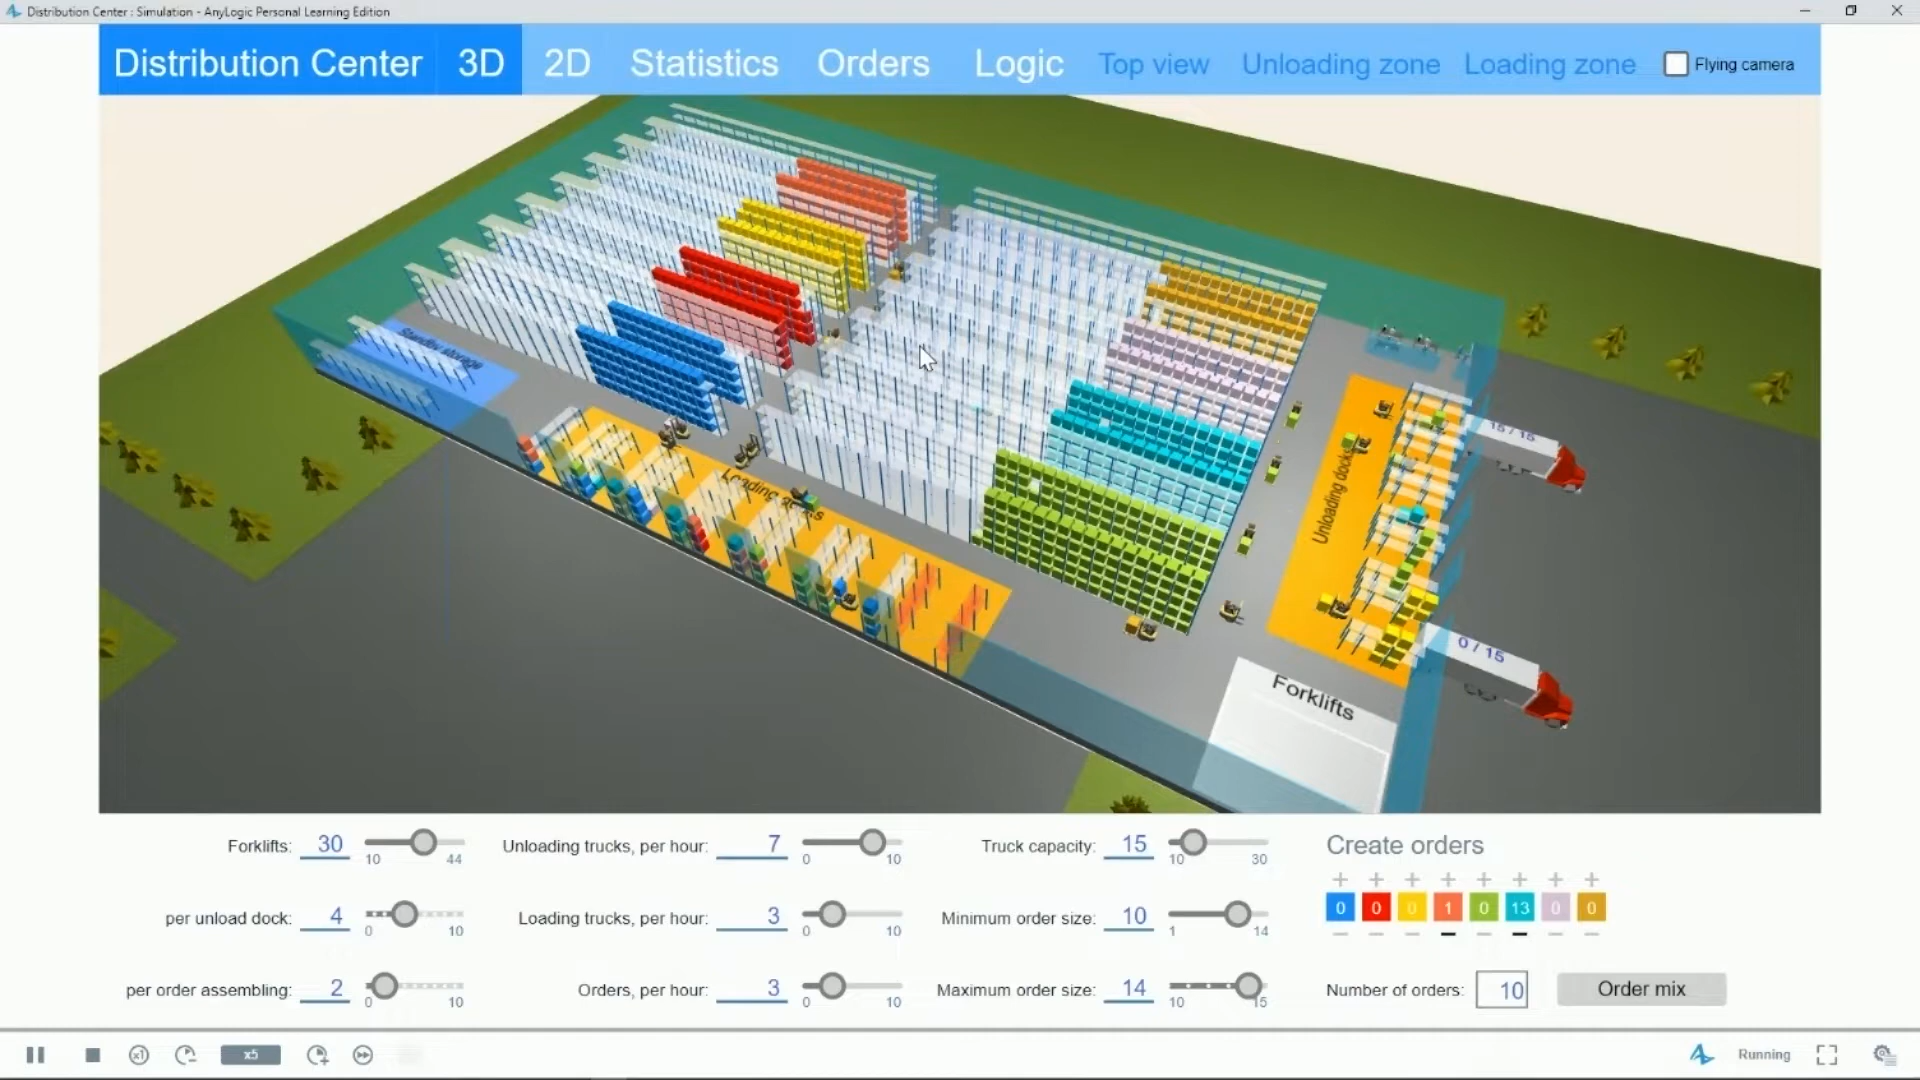 Distribution Center : Simulation - AnyLogic Personal Learning Edition
Distribution Center 3D 2D Statistics Orders Logic Top view Unloading zone Loading zone Flying camera
Standby storage
Loading docks
Unloading docks
15 / 15
0 / 15
Forklifts
Forklifts: 30 10 44
Unloading trucks, per hour: 7 0 10
Truck capacity: 15 10 30
Create orders
+ + + + + + + +
0 0 0 1 0 13 0 0
per unload dock: 4 0 10
Loading trucks, per hour: 3 0 10
Minimum order size: 10 1 14
per order assembling: 2 0 10
Orders, per hour: 3 0 10
Maximum order size: 14 10 15
Number of orders: 10 Order mix
x1 x5 Running